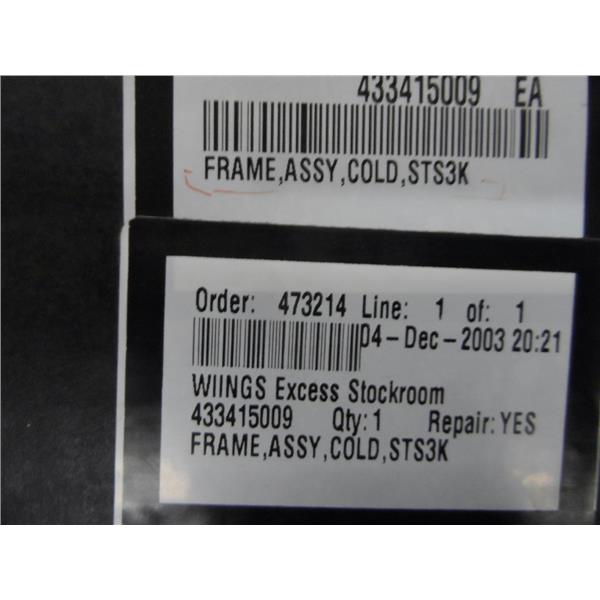 433415009 EA
FRAME,ASSY,COLD,STS3K
Order: 473214 Line: 1 of: 1
04-Dec-2003 20:21
WIINGS Excess Stockroom
433415009 Qty:1 Repair:YES
FRAME,ASSY,COLD,STS3K